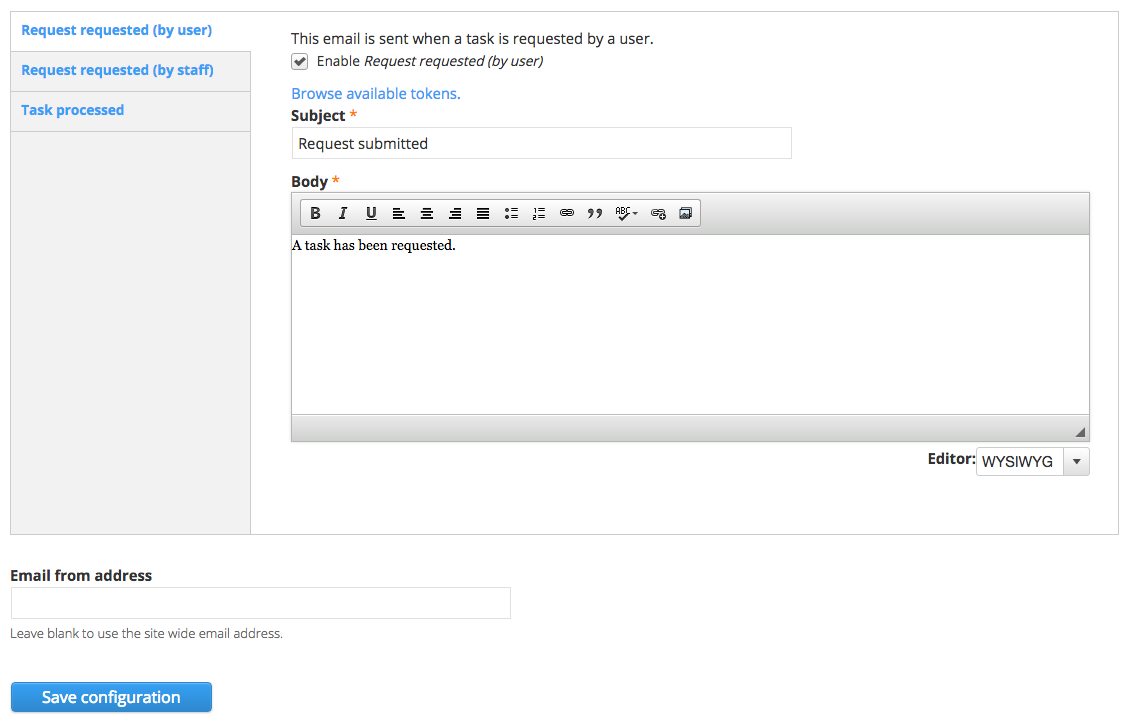 Request requested (by user)
Request requested (by staff)
Task processed
This email is sent when a task is requested by a user.
Enable Request requested (by user)
Browse available tokens.
Subject *
Request submitted
Body *
B I U ABC
A task has been requested.
Editor: WYSIWYG
Email from address
Leave blank to use the site wide email address.
Save configuration